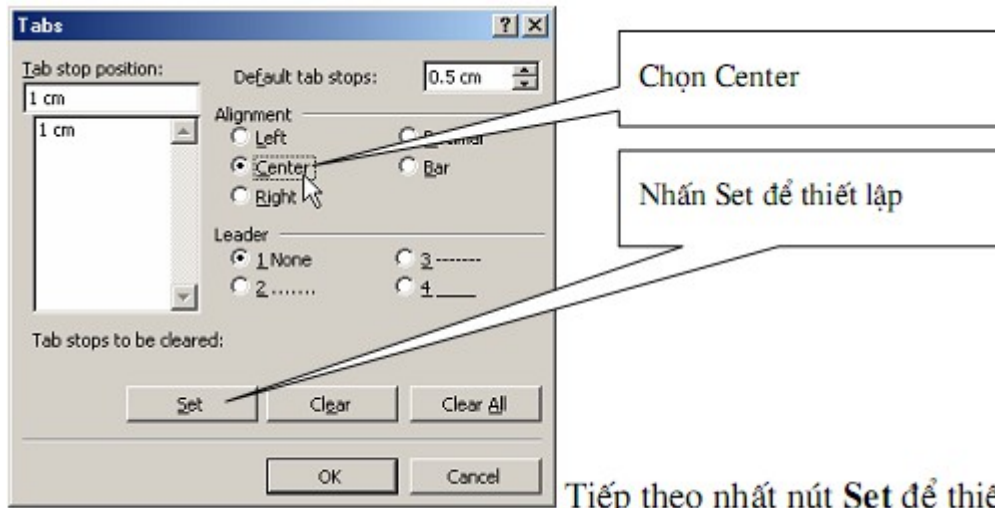 Tabs
Tab stop position:
Default tab stops:
0.5 cm
1 cm
1 cm
Alignment
Left
Center
Bar
Right
Chọn Center
Nhấn Set để thiết lập
Leader
1 None
3 -------
2 .......
4 ___
Tab stops to be cleared:
Set
Clear
Clear All
OK
Cancel
Tiếp theo nhất nút Set để